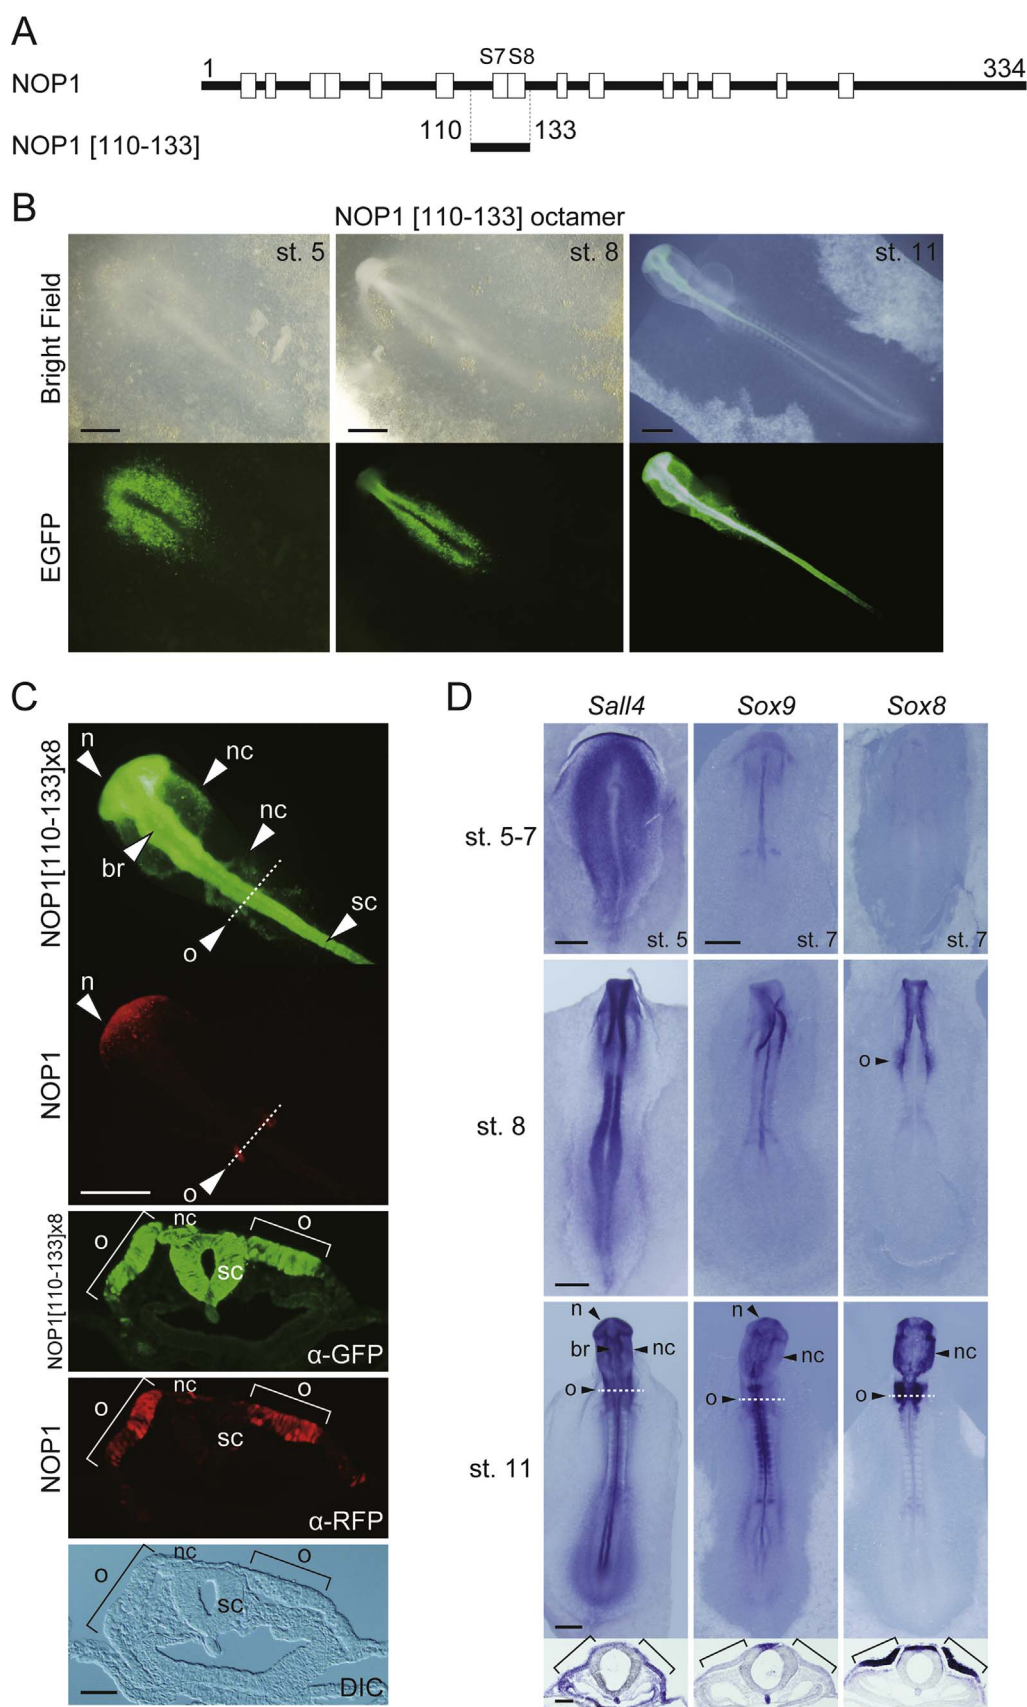 A
S7 S8
1
334
NOP1
110
133
NOP1 [110-133]
B
NOP1 [110-133] octamer
Bright Field
st. 5
st. 8
st. 11
EGFP
C
NOP1[110-133]x8
n
nc
nc
br
sc
o
NOP1
n
o
NOP1[110-133]x8
o
nc
o
sc
α-GFP
NOP1
o
nc
o
sc
α-RFP
o
nc
o
sc
DIC
D
Sall4
Sox9
Sox8
st. 5-7
st. 5
st. 7
st. 7
st. 8
o
st. 11
n
br
nc
o
n
nc
o
nc
o